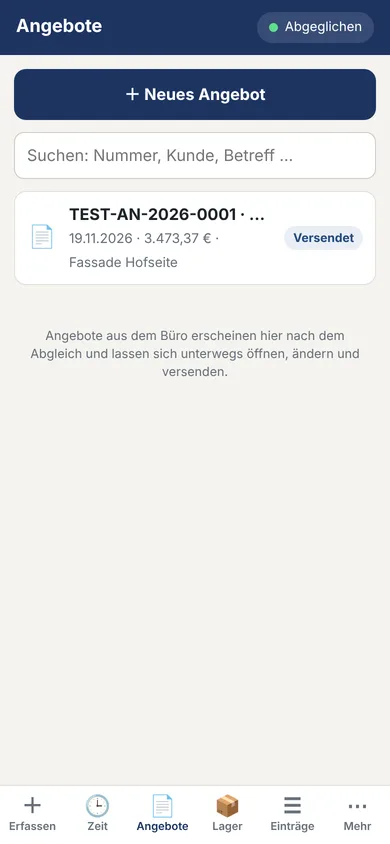 Angebote
Abgeglichen
+ Neues Angebot
Suchen: Nummer, Kunde, Betreff ...
TEST-AN-2026-0001 · ...
19.11.2026 · 3.473,37 € ·
Fassade Hofseite
Versendet
Angebote aus dem Büro erscheinen hier nach dem
Abgleich und lassen sich unterwegs öffnen, ändern und
versenden.
Erfassen
Zeit
Angebote
Lager
Einträge
Mehr